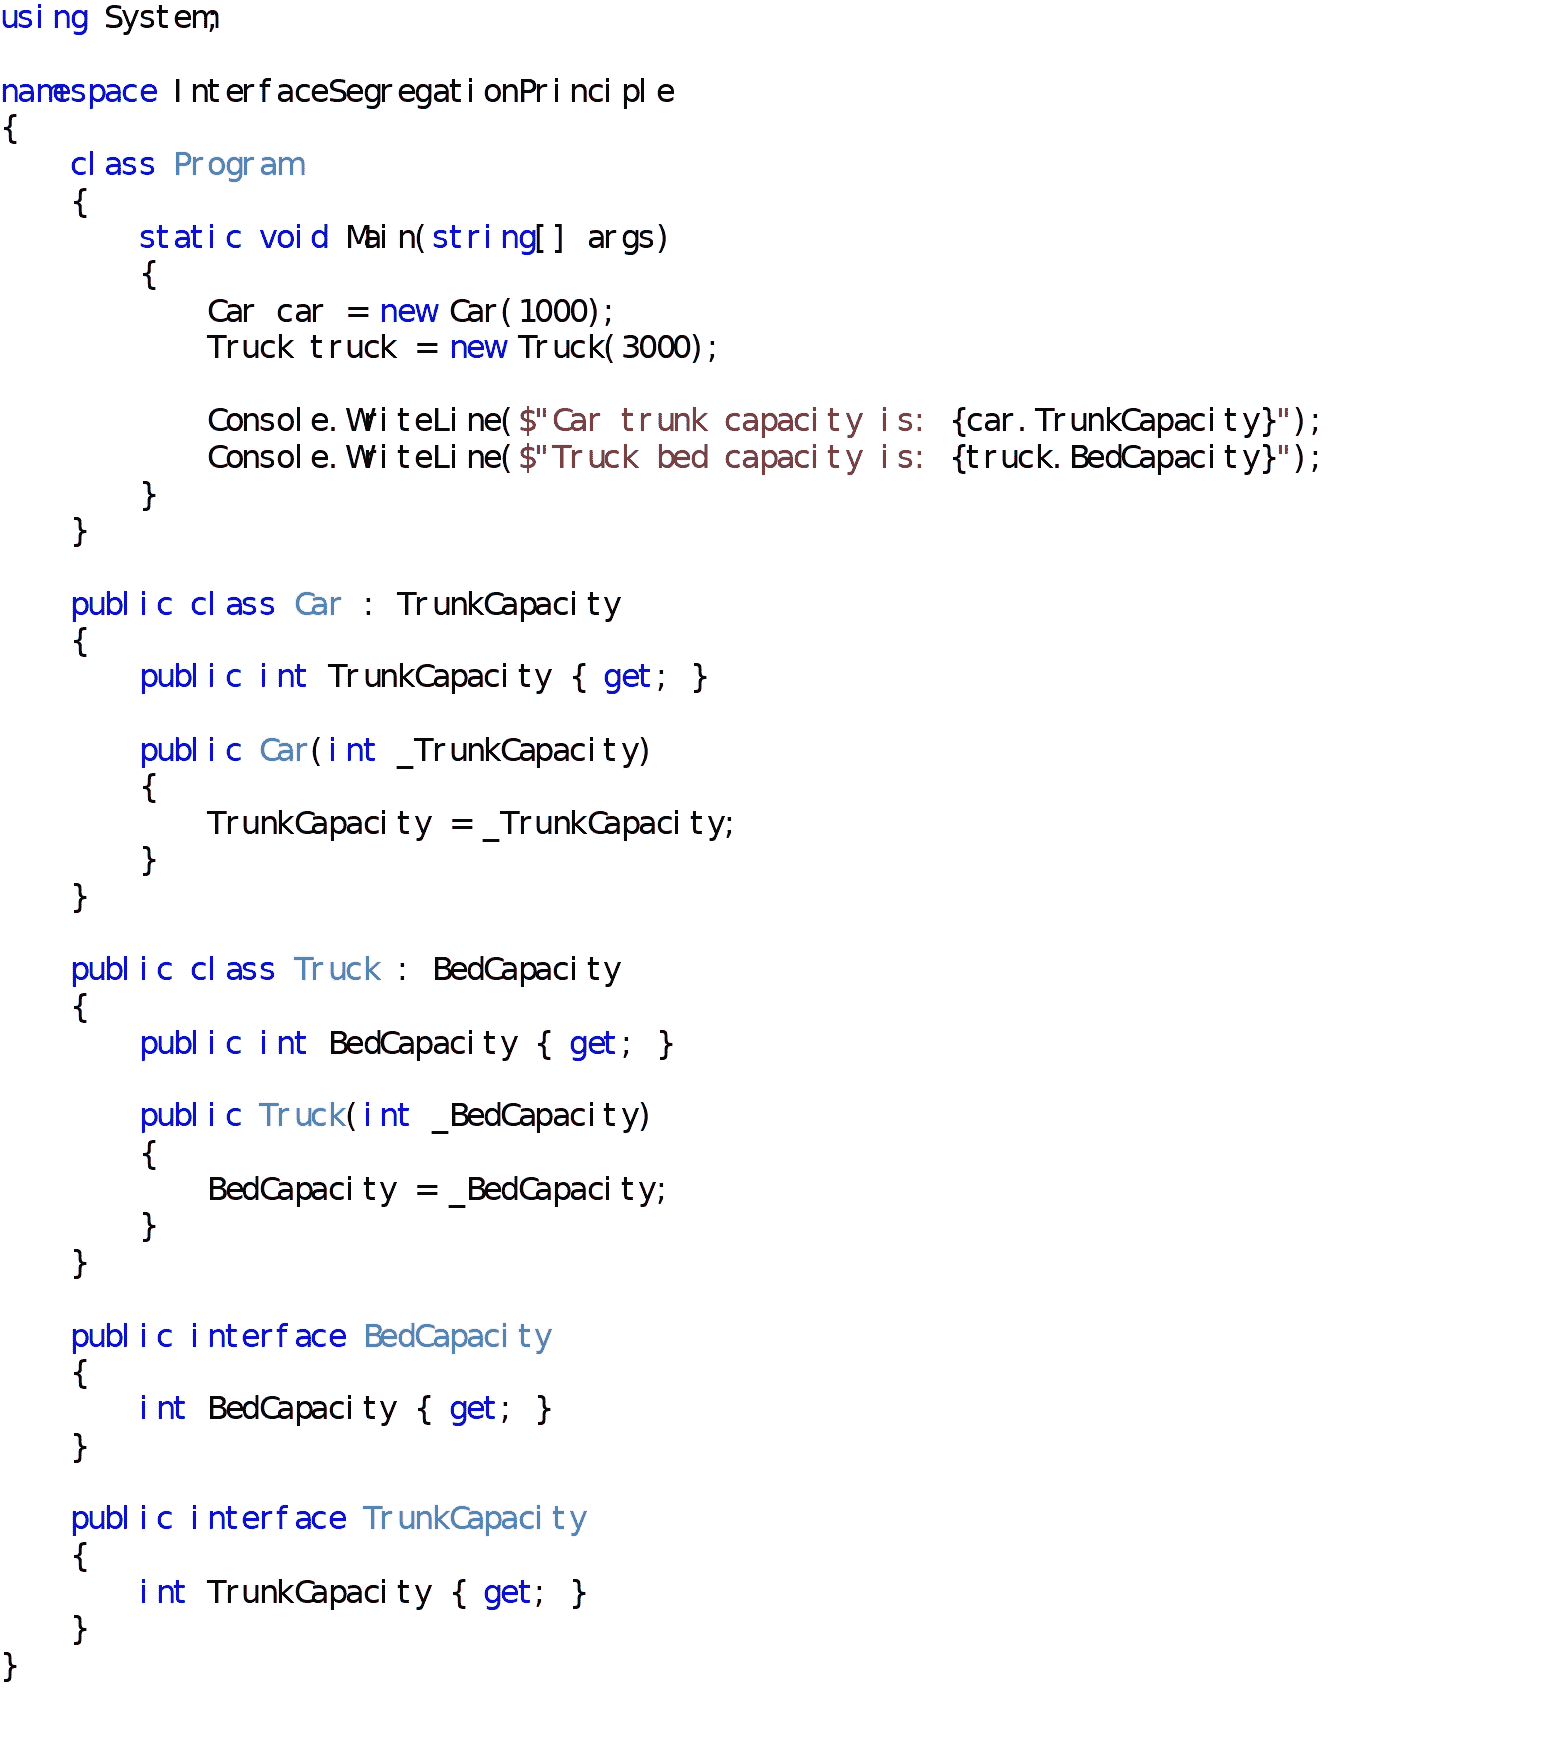 using System;
namespace InterfaceSegregationPrinciple
{
class Program
{
static void Main(string[] args)
{
Car car = new Car(1000);
Truck truck = new Truck(3000);
Console.WriteLine($"Car trunk capacity is: {car.TrunkCapacity}");
Console.WriteLine($"Truck bed capacity is: {truck.BedCapacity}");
}
}
public class Car : TrunkCapacity
{
public int TrunkCapacity { get; }
public Car(int _TrunkCapacity)
{
TrunkCapacity = _TrunkCapacity;
}
}
public class Truck : BedCapacity
{
public int BedCapacity { get; }
public Truck(int _BedCapacity)
{
BedCapacity = _BedCapacity;
}
}
public interface BedCapacity
{
int BedCapacity { get; }
}
public interface TrunkCapacity
{
int TrunkCapacity { get; }
}
}